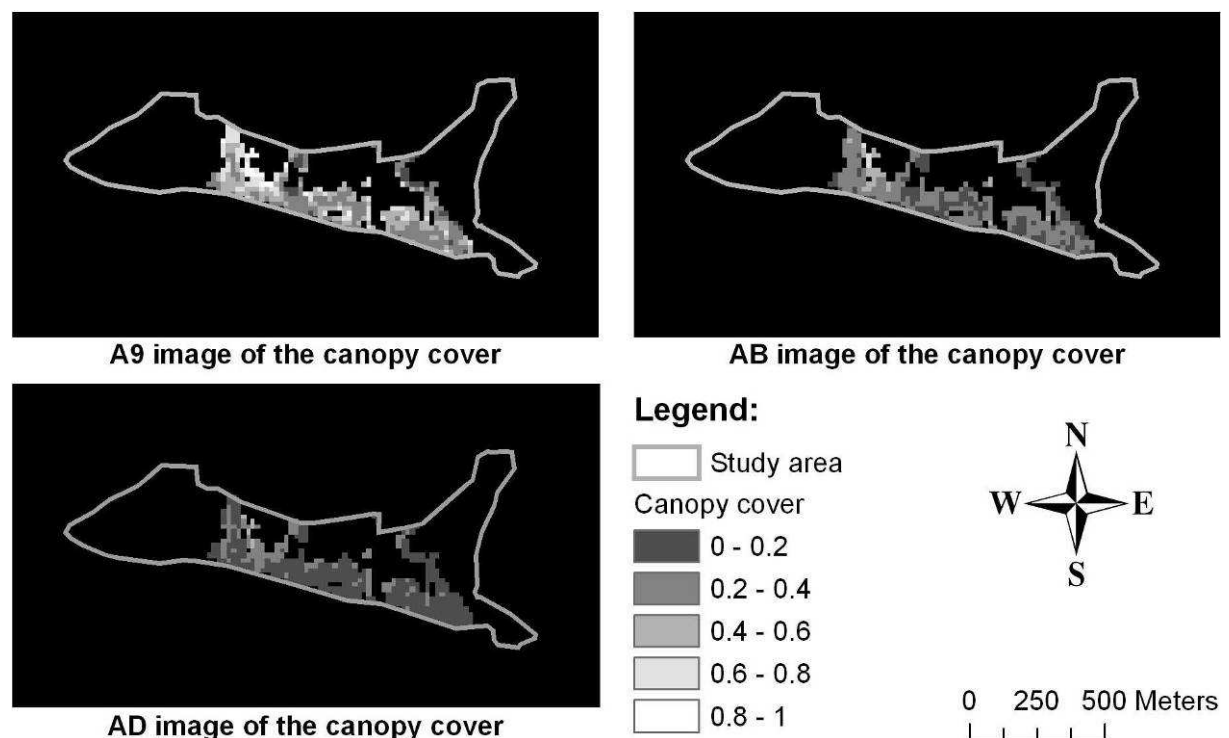 A9 image of the canopy cover
AB image of the canopy cover
AD image of the canopy cover
Legend:
Study area
Canopy cover
0 - 0.2
0.2 - 0.4
0.4 - 0.6
0.6 - 0.8
0.8 - 1
N
W E
S
0 250 500 Meters